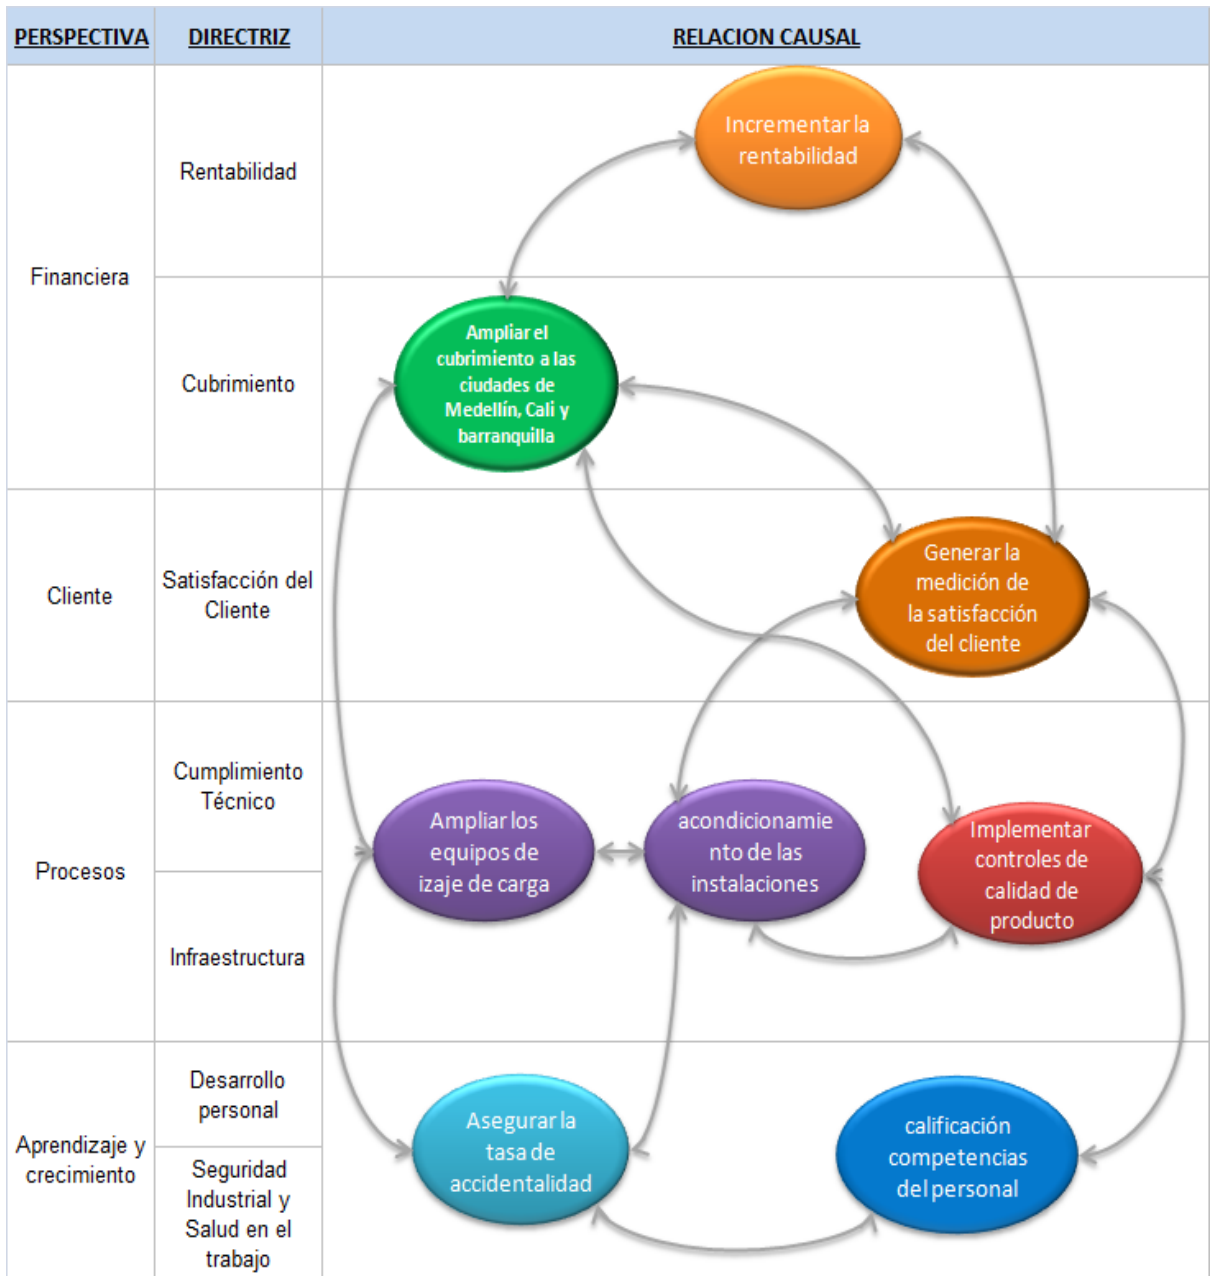 PERSPECTIVA
DIRECTRIZ
RELACION CAUSAL
Financiera
Rentabilidad
Incrementar la
rentabilidad
Cubrimiento
Ampliar el
cubrimiento a las
ciudades de
Medellín, Cali y
barranquilla
Cliente
Satisfacción del
Cliente
Generar la
medición de
la satisfacción
del cliente
Procesos
Cumplimiento
Técnico
Infraestructura
Ampliar los
equipos de
izaje de carga
acondicionamie
nto de las
instalaciones
Implementar
controles de
calidad de
producto
Aprendizaje y
crecimiento
Desarrollo
personal
Seguridad
Industrial y
Salud en el
trabajo
Asegurar la
tasa de
accidentalidad
calificación
competencias
del personal